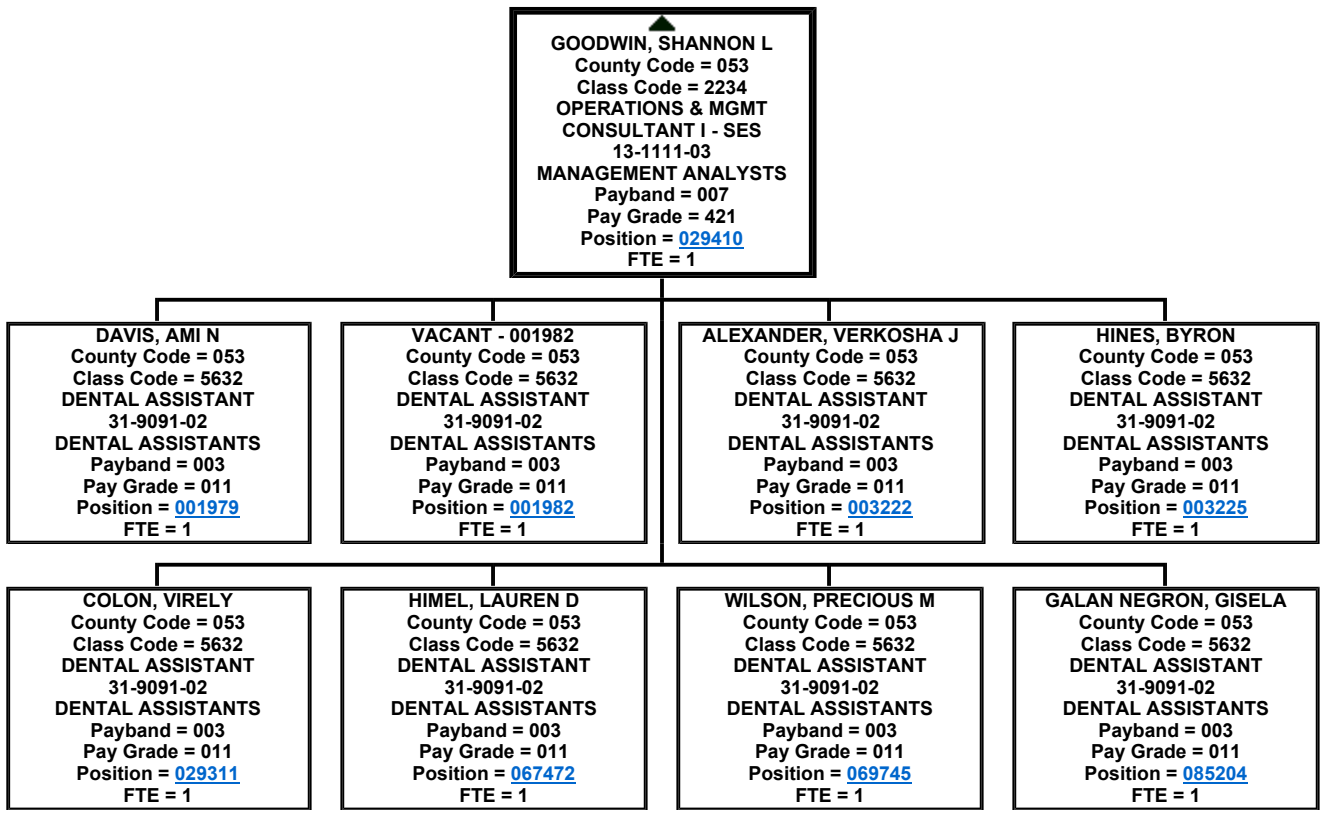 GOODWIN, SHANNON L
County Code = 053
Class Code = 2234
OPERATIONS & MGMT
CONSULTANT I - SES
13-1111-03
MANAGEMENT ANALYSTS
Payband = 007
Pay Grade = 421
Position = 029410
FTE = 1
DAVIS, AMI N
County Code = 053
Class Code = 5632
DENTAL ASSISTANT
31-9091-02
DENTAL ASSISTANTS
Payband = 003
Pay Grade = 011
Position = 001979
FTE = 1
VACANT - 001982
County Code = 053
Class Code = 5632
DENTAL ASSISTANT
31-9091-02
DENTAL ASSISTANTS
Payband = 003
Pay Grade = 011
Position = 001982
FTE = 1
ALEXANDER, VERKOSHA J
County Code = 053
Class Code = 5632
DENTAL ASSISTANT
31-9091-02
DENTAL ASSISTANTS
Payband = 003
Pay Grade = 011
Position = 003222
FTE = 1
HINES, BYRON
County Code = 053
Class Code = 5632
DENTAL ASSISTANT
31-9091-02
DENTAL ASSISTANTS
Payband = 003
Pay Grade = 011
Position = 003225
FTE = 1
COLON, VIRELY
County Code = 053
Class Code = 5632
DENTAL ASSISTANT
31-9091-02
DENTAL ASSISTANTS
Payband = 003
Pay Grade = 011
Position = 029311
FTE = 1
HIMEL, LAUREN D
County Code = 053
Class Code = 5632
DENTAL ASSISTANT
31-9091-02
DENTAL ASSISTANTS
Payband = 003
Pay Grade = 011
Position = 067472
FTE = 1
WILSON, PRECIOUS M
County Code = 053
Class Code = 5632
DENTAL ASSISTANT
31-9091-02
DENTAL ASSISTANTS
Payband = 003
Pay Grade = 011
Position = 069745
FTE = 1
GALAN NEGRON, GISELA
County Code = 053
Class Code = 5632
DENTAL ASSISTANT
31-9091-02
DENTAL ASSISTANTS
Payband = 003
Pay Grade = 011
Position = 085204
FTE = 1